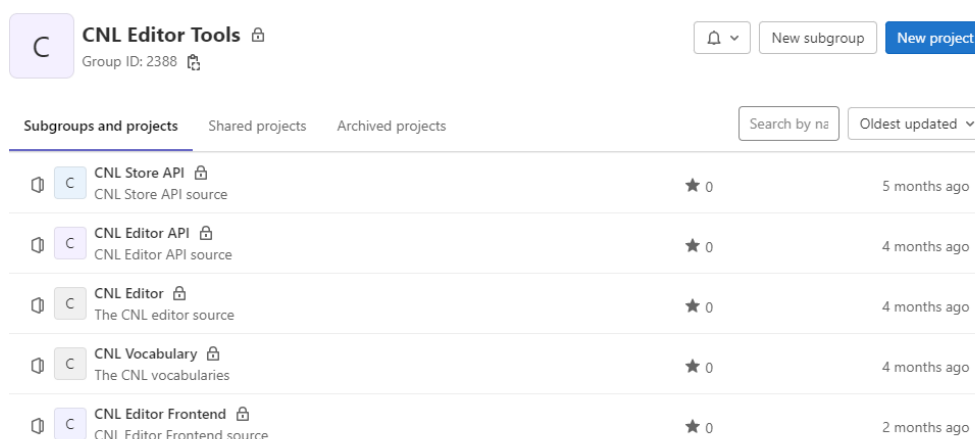 C
CNL Editor Tools
Group ID: 2388
New subgroup
New project
Subgroups and projects
Shared projects
Archived projects
Search by na
Oldest updated
C
CNL Store API
CNL Store API source
0
5 months ago
C
CNL Editor API
CNL Editor API source
0
4 months ago
C
CNL Editor
The CNL editor source
0
4 months ago
C
CNL Vocabulary
The CNL vocabularies
0
4 months ago
C
CNL Editor Frontend
CNL Editor Frontend source
0
2 months ago